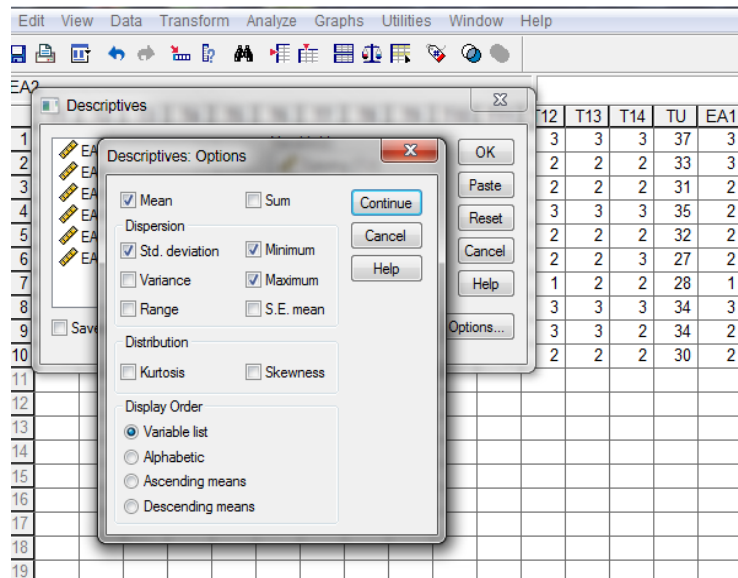 Edit View Data Transform Analyze Graphs Utilities Window Help
Descriptives
T12 T13 T14 TU EA1
1 3 3 3 37 3
2 2 2 2 33 3
3 2 2 2 31 2
4 3 3 3 35 2
5 2 2 2 32 2
6 2 2 3 27 2
7 1 2 2 28 1
8 3 3 3 34 3
9 3 3 2 34 2
10 2 2 2 30 2
11
12
13
14
15
16
17
18
19
EA
EA
EA
EA
EA
EA
OK
Paste
Reset
Cancel
Help
Options...
Save
Descriptives: Options
Mean Sum
Continue
Cancel
Help
Dispersion
Std. deviation Minimum
Variance Maximum
Range S.E. mean
Distribution
Kurtosis Skewness
Display Order
Variable list
Alphabetic
Ascending means
Descending means